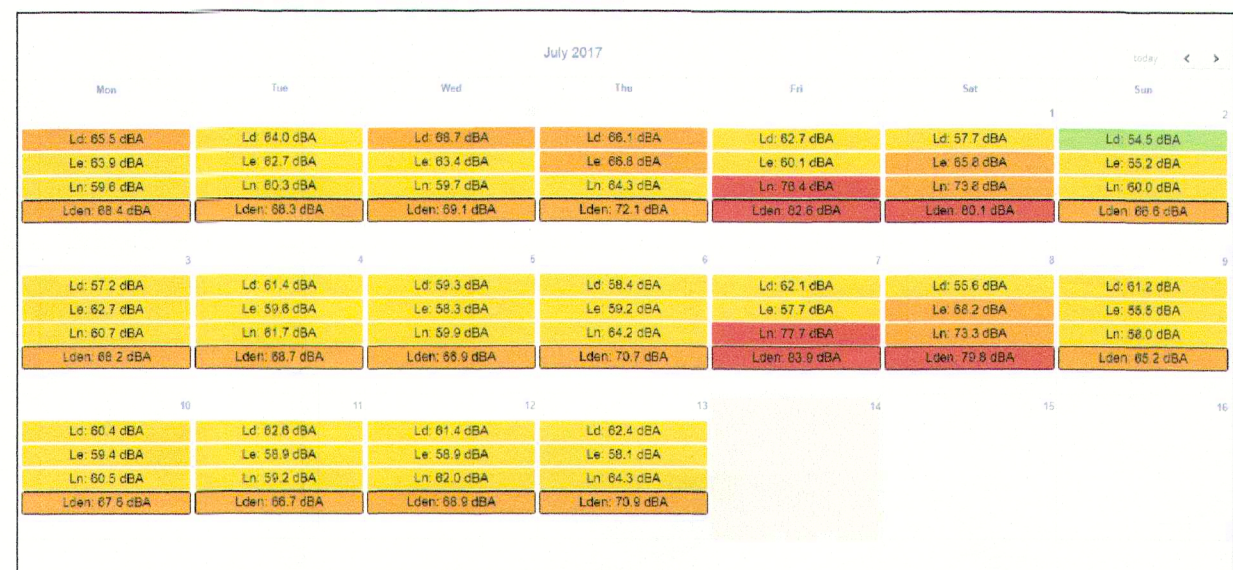 July 2017
today
Mon Tue Wed Thu Fri Sat Sun
1 2
Ld: 65.5 dBA Ld: 64.0 dBA Ld: 66.7 dBA Ld: 66.1 dBA Ld: 62.7 dBA Ld: 57.7 dBA Ld: 54.5 dBA
Le: 63.9 dBA Le: 62.7 dBA Le: 63.4 dBA Le: 66.8 dBA Le: 60.1 dBA Le: 65.8 dBA Le: 55.2 dBA
Ln: 59.6 dBA Ln: 60.3 dBA Ln: 59.7 dBA Ln: 64.3 dBA Ln: 76.4 dBA Ln: 73.8 dBA Ln: 60.0 dBA
Lden: 68.4 dBA Lden: 68.3 dBA Lden: 69.1 dBA Lden: 72.1 dBA Lden: 82.6 dBA Lden: 80.1 dBA Lden: 66.6 dBA
3 4 5 6 7 8 9
Ld: 57.2 dBA Ld: 61.4 dBA Ld: 59.3 dBA Ld: 58.4 dBA Ld: 62.1 dBA Ld: 55.6 dBA Ld: 61.2 dBA
Le: 62.7 dBA Le: 59.6 dBA Le: 58.3 dBA Le: 59.2 dBA Le: 57.7 dBA Le: 66.2 dBA Le: 55.5 dBA
Ln: 60.7 dBA Ln: 61.7 dBA Ln: 59.9 dBA Ln: 64.2 dBA Ln: 77.7 dBA Ln: 73.3 dBA Ln: 58.0 dBA
Lden: 68.2 dBA Lden: 68.7 dBA Lden: 66.9 dBA Lden: 70.7 dBA Lden: 83.9 dBA Lden: 79.8 dBA Lden: 65.2 dBA
10 11 12 13 14 15 16
Ld: 60.4 dBA Ld: 62.6 dBA Ld: 61.4 dBA Ld: 62.4 dBA
Le: 59.4 dBA Le: 58.9 dBA Le: 58.9 dBA Le: 58.1 dBA
Ln: 60.5 dBA Ln: 59.2 dBA Ln: 62.0 dBA Ln: 64.3 dBA
Lden: 67.6 dBA Lden: 66.7 dBA Lden: 68.9 dBA Lden: 70.9 dBA